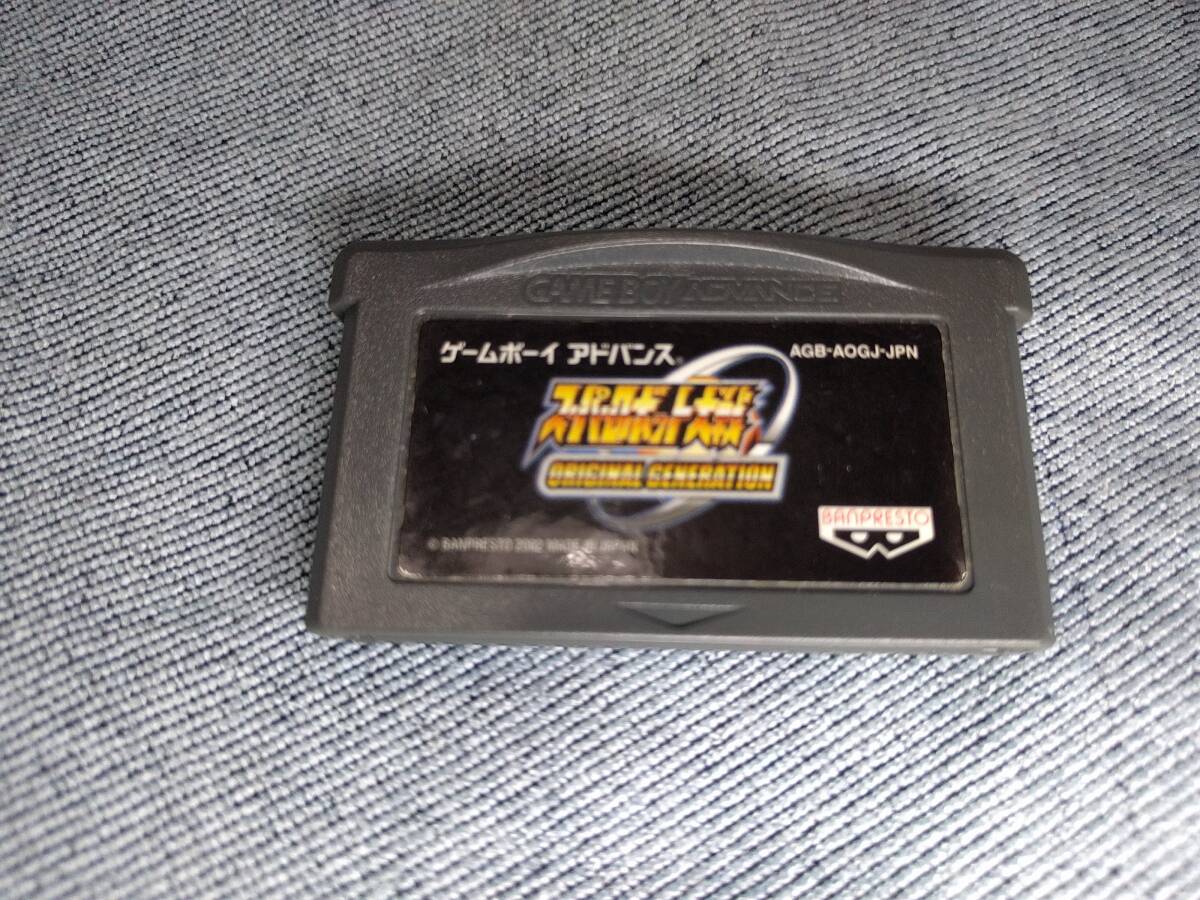 GAME BOY ADVANCE
ゲームボーイ アドバンス®
AGB-AOGJ-JPN
スーパーロボット大戦
ORIGINAL GENERATION
BANPRESTO
© BANPRESTO 2002 MADE IN JAPAN